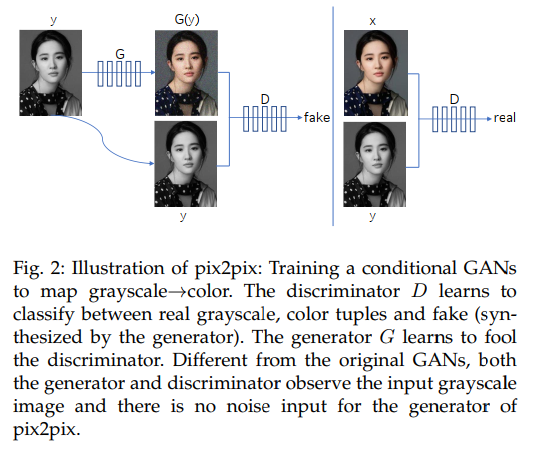 y
G
G(y)
D
fake
y
x
D
real
y
Fig. 2: Illustration of pix2pix: Training a conditional GANs
to map grayscale→color. The discriminator D learns to
classify between real grayscale, color tuples and fake (syn-
thesized by the generator). The generator G learns to fool
the discriminator. Different from the original GANs, both
the generator and discriminator observe the input grayscale
image and there is no noise input for the generator of
pix2pix.